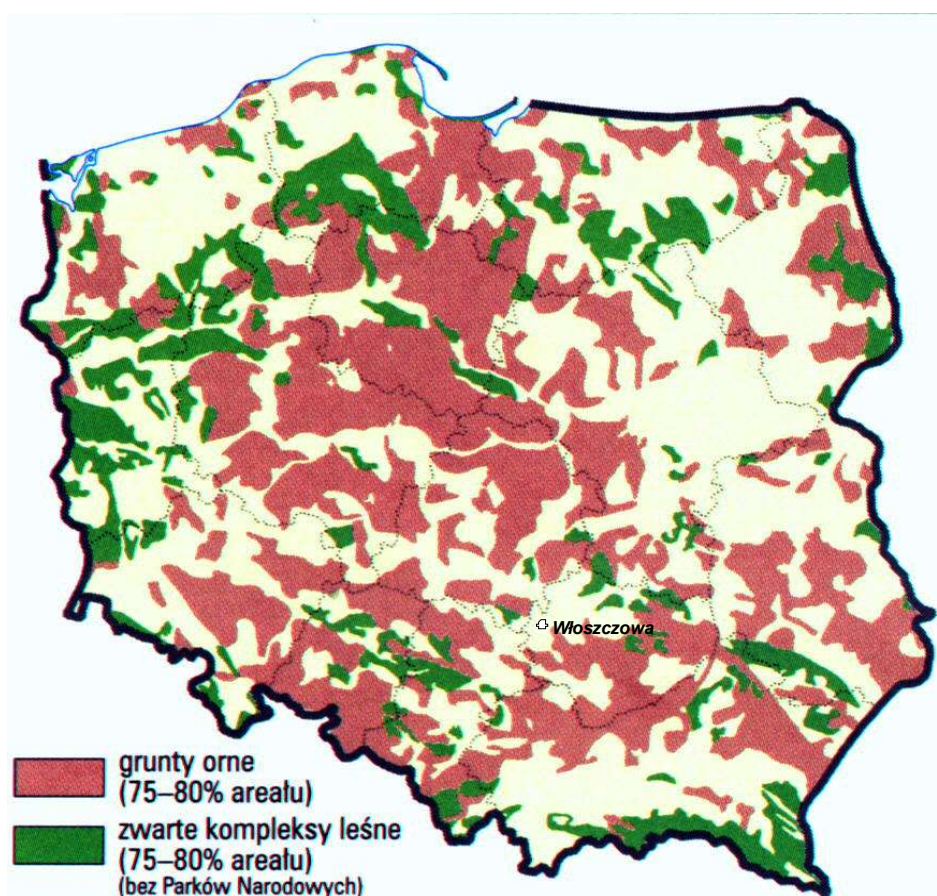 Włoszczowa
grunty orne
(75–80% areału)
zwarte kompleksy leśne
(75–80% areału)
(bez Parków Narodowych)